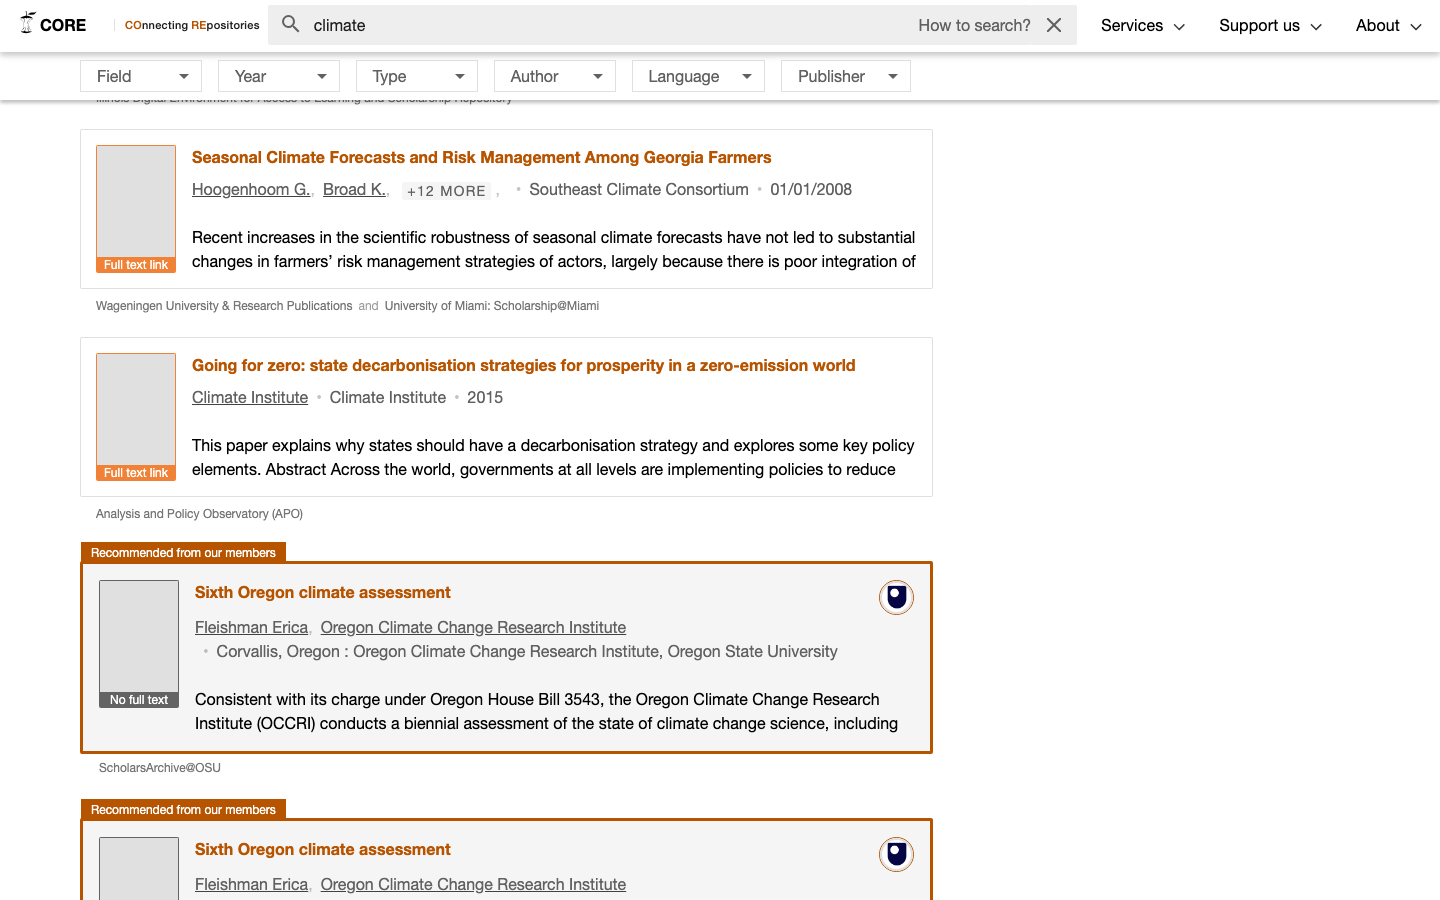 CORE
COnnecting REpositories
climate
How to search?
Services
Support us
About
Field
Year
Type
Author
Language
Publisher
Illinois Digital Environment for Access to Learning and Scholarship Repository
Seasonal Climate Forecasts and Risk Management Among Georgia Farmers
Hoogenhoom G., Broad K., +12 MORE , • Southeast Climate Consortium • 01/01/2008
Recent increases in the scientific robustness of seasonal climate forecasts have not led to substantial
changes in farmers’ risk management strategies of actors, largely because there is poor integration of
Full text link
Wageningen University & Research Publications and University of Miami: Scholarship@Miami
Going for zero: state decarbonisation strategies for prosperity in a zero-emission world
Climate Institute • Climate Institute • 2015
This paper explains why states should have a decarbonisation strategy and explores some key policy
elements. Abstract Across the world, governments at all levels are implementing policies to reduce
Full text link
Analysis and Policy Observatory (APO)
Recommended from our members
Sixth Oregon climate assessment
Fleishman Erica, Oregon Climate Change Research Institute
• Corvallis, Oregon : Oregon Climate Change Research Institute, Oregon State University
Consistent with its charge under Oregon House Bill 3543, the Oregon Climate Change Research
Institute (OCCRI) conducts a biennial assessment of the state of climate change science, including
No full text
ScholarsArchive@OSU
Recommended from our members
Sixth Oregon climate assessment
Fleishman Erica, Oregon Climate Change Research Institute